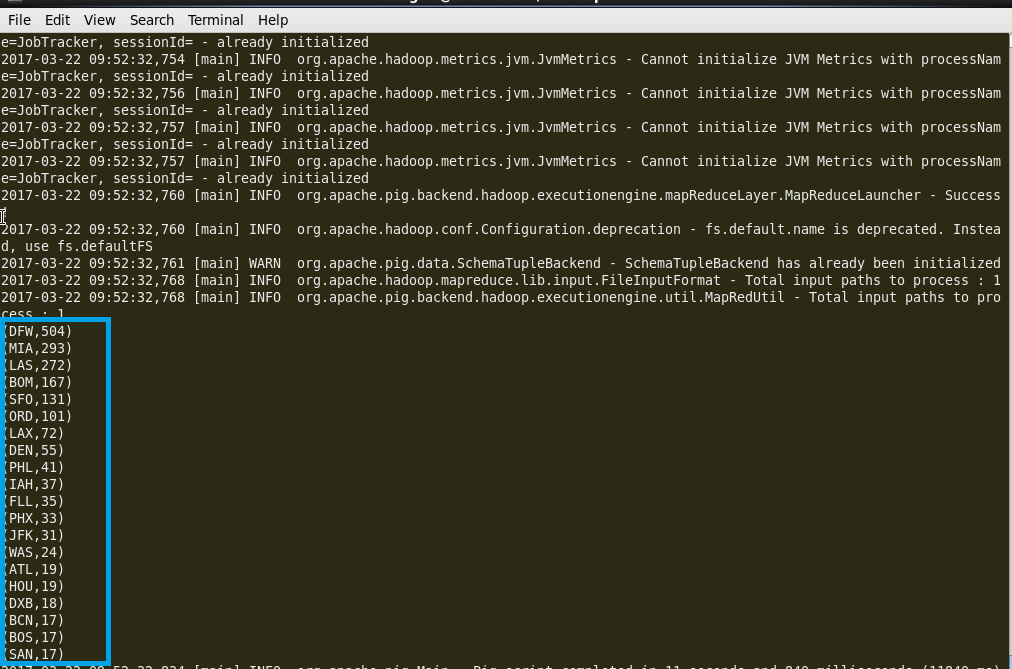 File Edit View Search Terminal Help
e=JobTracker, sessionId= - already initialized
2017-03-22 09:52:32,754 [main] INFO  org.apache.hadoop.metrics.jvm.JvmMetrics - Cannot initialize JVM Metrics with processNam
e=JobTracker, sessionId= - already initialized
2017-03-22 09:52:32,756 [main] INFO  org.apache.hadoop.metrics.jvm.JvmMetrics - Cannot initialize JVM Metrics with processNam
e=JobTracker, sessionId= - already initialized
2017-03-22 09:52:32,757 [main] INFO  org.apache.hadoop.metrics.jvm.JvmMetrics - Cannot initialize JVM Metrics with processNam
e=JobTracker, sessionId= - already initialized
2017-03-22 09:52:32,757 [main] INFO  org.apache.hadoop.metrics.jvm.JvmMetrics - Cannot initialize JVM Metrics with processNam
e=JobTracker, sessionId= - already initialized
2017-03-22 09:52:32,760 [main] INFO  org.apache.pig.backend.hadoop.executionengine.mapReduceLayer.MapReduceLauncher - Success
2017-03-22 09:52:32,760 [main] INFO  org.apache.hadoop.conf.Configuration.deprecation - fs.default.name is deprecated. Instea
d, use fs.defaultFS
2017-03-22 09:52:32,761 [main] WARN  org.apache.pig.data.SchemaTupleBackend - SchemaTupleBackend has already been initialized
2017-03-22 09:52:32,768 [main] INFO  org.apache.hadoop.mapreduce.lib.input.FileInputFormat - Total input paths to process : 1
2017-03-22 09:52:32,768 [main] INFO  org.apache.pig.backend.hadoop.executionengine.util.MapRedUtil - Total input paths to pro
cess : 1
(DFW,504)
(MIA,293)
(LAS,272)
(BOM,167)
(SFO,131)
(ORD,101)
(LAX,72)
(DEN,55)
(PHL,41)
(IAH,37)
(FLL,35)
(PHX,33)
(JFK,31)
(WAS,24)
(ATL,19)
(HOU,19)
(DXB,18)
(BCN,17)
(BOS,17)
(SAN,17)